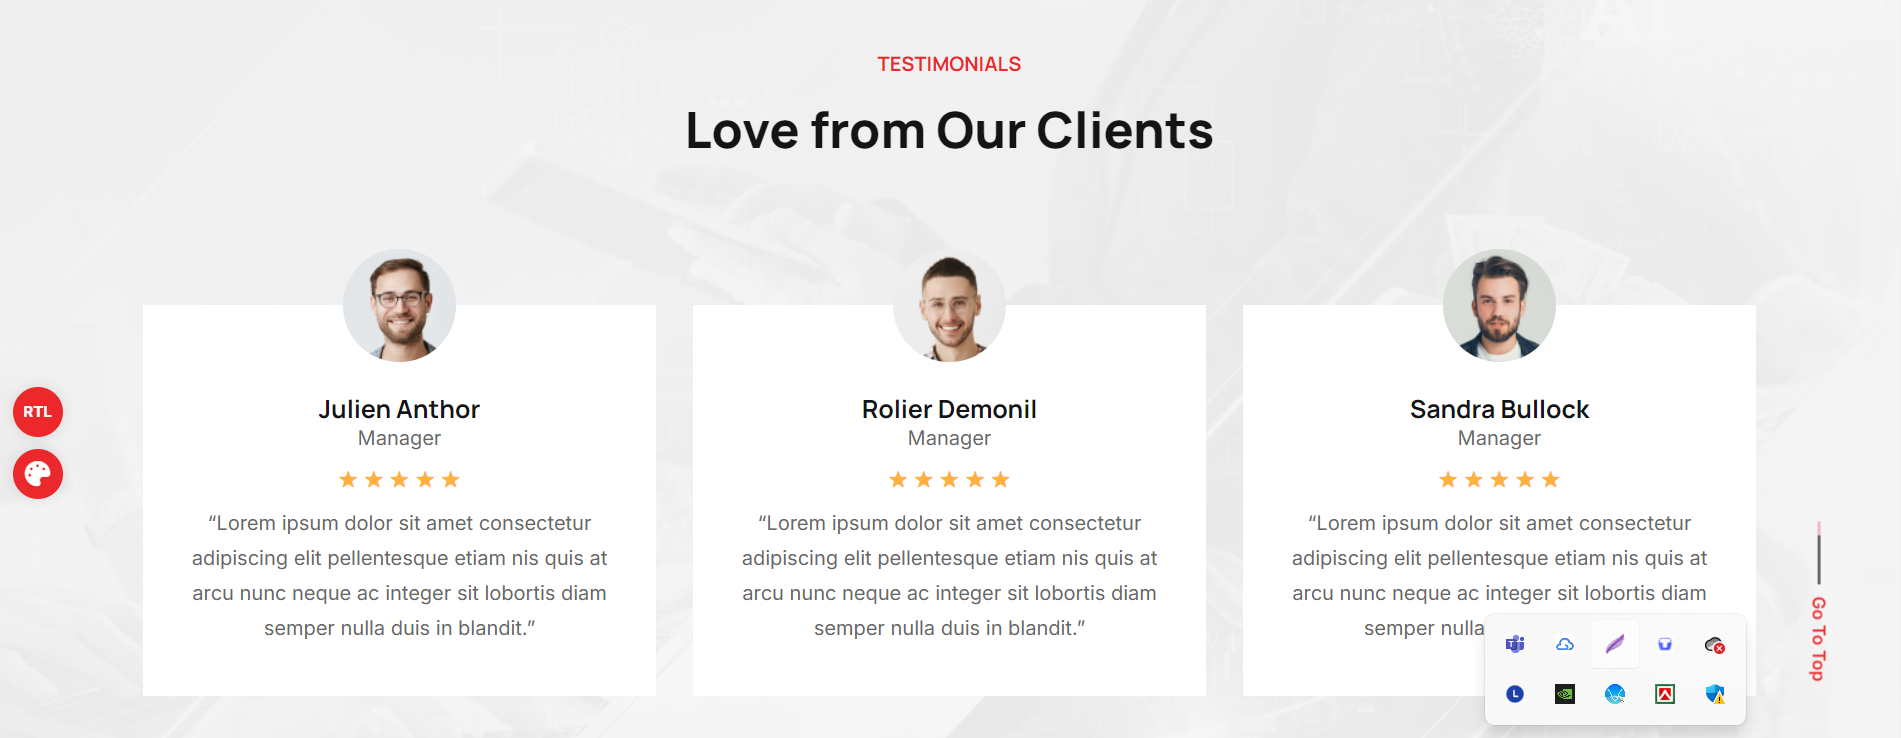 TESTIMONIALS
Love from Our Clients
Julien Anthor
Manager
“Lorem ipsum dolor sit amet consectetur
adipiscing elit pellentesque etiam nis quis at
arcu nunc neque ac integer sit lobortis diam
semper nulla duis in blandit.”
Rolier Demonil
Manager
“Lorem ipsum dolor sit amet consectetur
adipiscing elit pellentesque etiam nis quis at
arcu nunc neque ac integer sit lobortis diam
semper nulla duis in blandit.”
Sandra Bullock
Manager
“Lorem ipsum dolor sit amet consectetur
adipiscing elit pellentesque etiam nis quis at
arcu nunc neque ac integer sit lobortis diam
semper nulla
RTL
Go To Top
AI
L